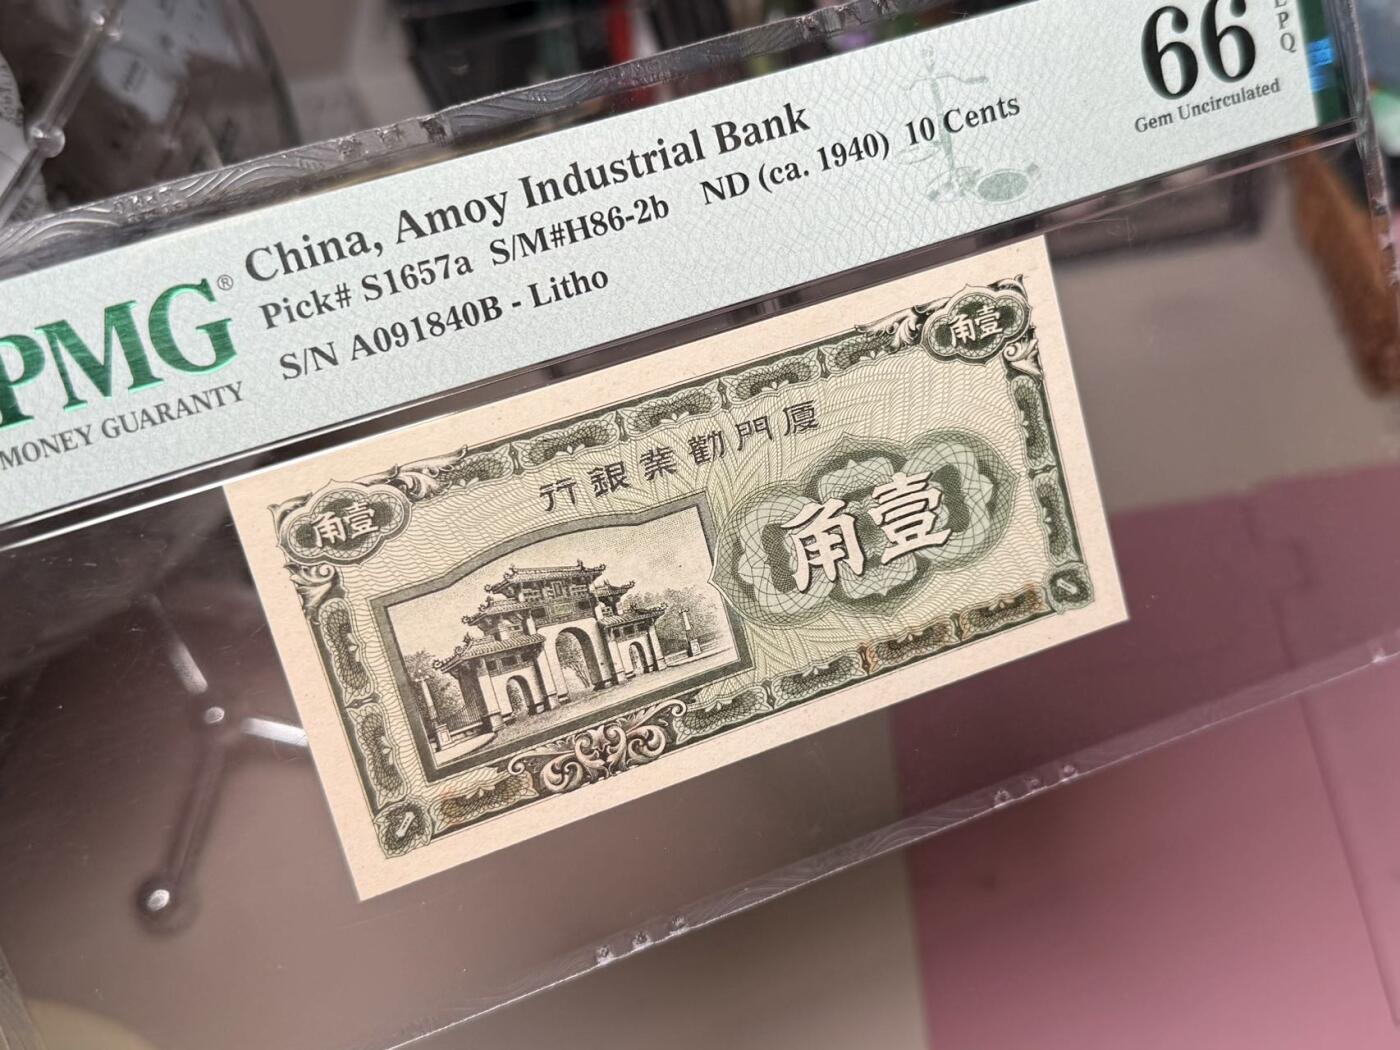 66
EPQ
Gem Uncirculated
China, Amoy Industrial Bank
Pick# S1657a S/M#H86-2b ND (ca. 1940) 10 Cents
S/N A091840B - Litho
PMG®
MONEY GUARANTY
角壹
行銀業勸門厦
角壹
角壹